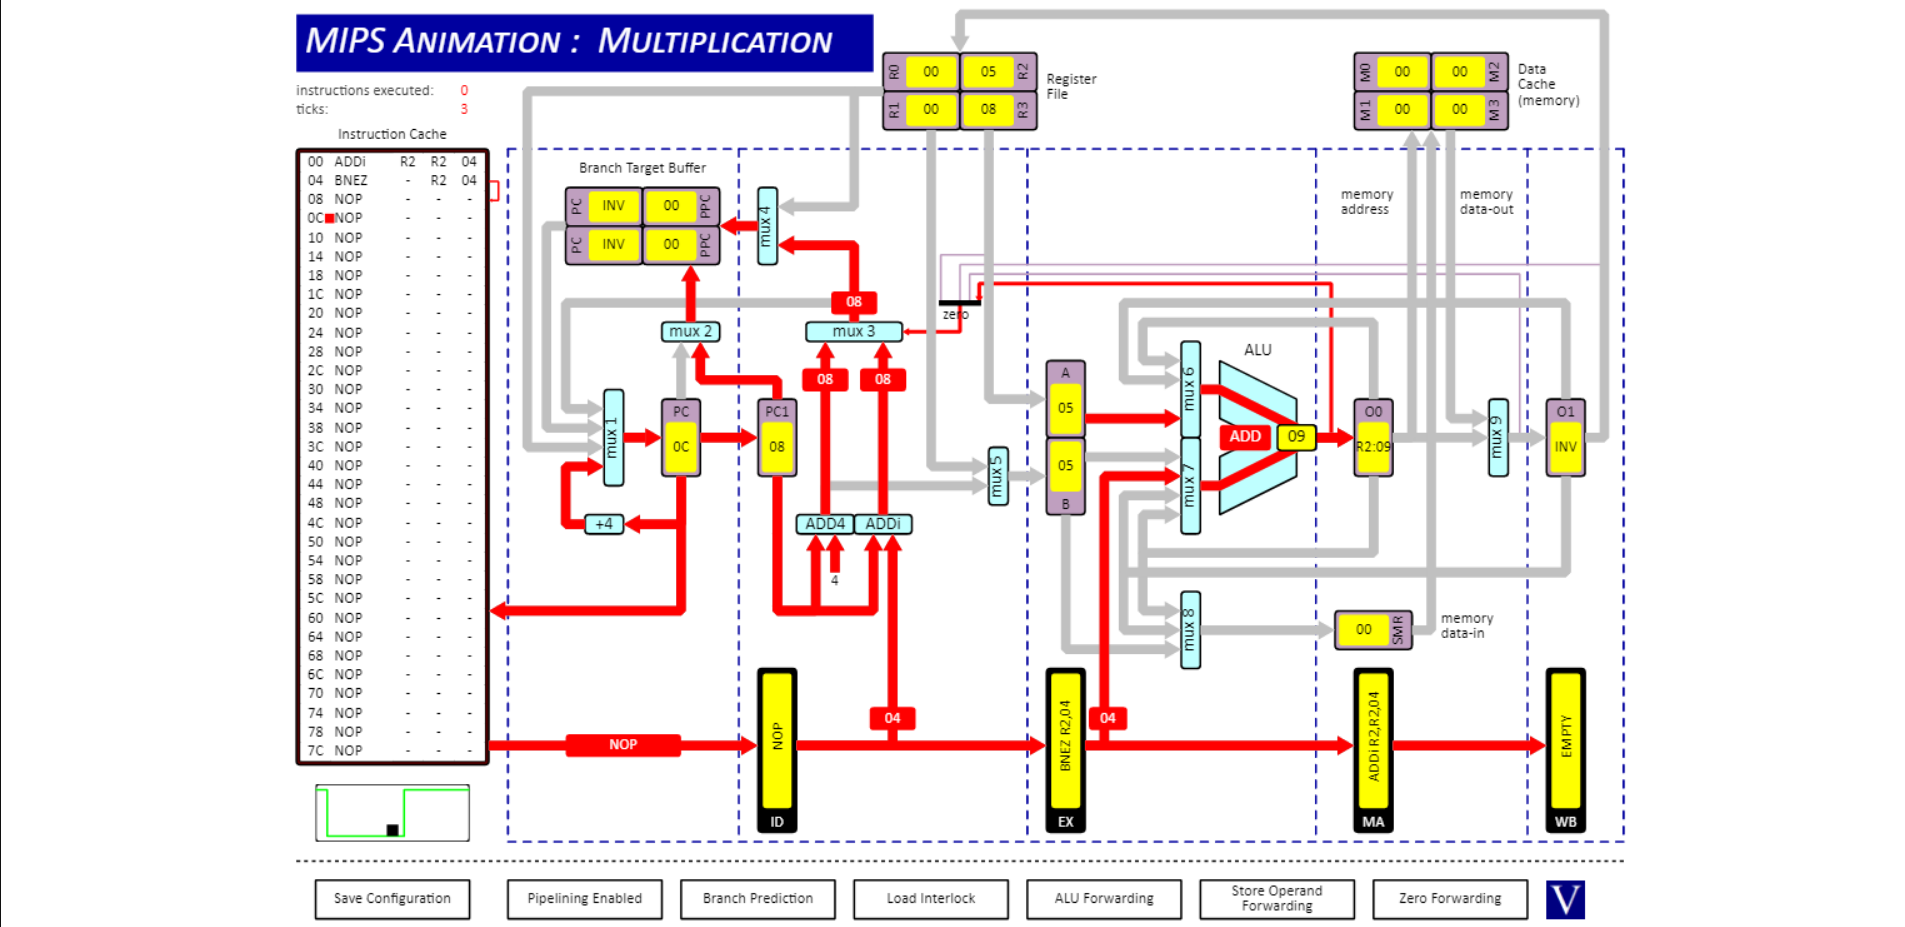 MIPS ANIMATION : MULTIPLICATION
instructions executed: 0
ticks: 3
Instruction Cache
00 ADDi R2 R2 04
04 BNEZ - R2 04
08 NOP - - -
0C NOP - - -
10 NOP - - -
14 NOP - - -
18 NOP - - -
1C NOP - - -
20 NOP - - -
24 NOP - - -
28 NOP - - -
2C NOP - - -
30 NOP - - -
34 NOP - - -
38 NOP - - -
3C NOP - - -
40 NOP - - -
44 NOP - - -
48 NOP - - -
4C NOP - - -
50 NOP - - -
54 NOP - - -
58 NOP - - -
5C NOP - - -
60 NOP - - -
64 NOP - - -
68 NOP - - -
6C NOP - - -
70 NOP - - -
74 NOP - - -
78 NOP - - -
7C NOP - - -
R0 00 05 R2
R1 00 08 R3
Register
File
M0 00 00 M2
M1 00 00 M3
Data
Cache
(memory)
Branch Target Buffer
PC INV 00 PPC
PC INV 00 PPC
mux 4
memory
address
memory
data-out
08
zero
mux 2
mux 3
08
08
ALU
mux 1
PC
0C
PC1
08
A
05
05
B
mux 5
mux 6
mux 7
ADD
09
O0
R2:09
mux 9
O1
INV
+4
ADD4
ADDi
4
mux 8
00 SMR
memory
data-in
NOP
NOP
ID
04
BNEZ R2,04
EX
04
ADDi R2,R2,04
MA
EMPTY
WB
Save Configuration
Pipelining Enabled
Branch Prediction
Load Interlock
ALU Forwarding
Store Operand
Forwarding
Zero Forwarding
V